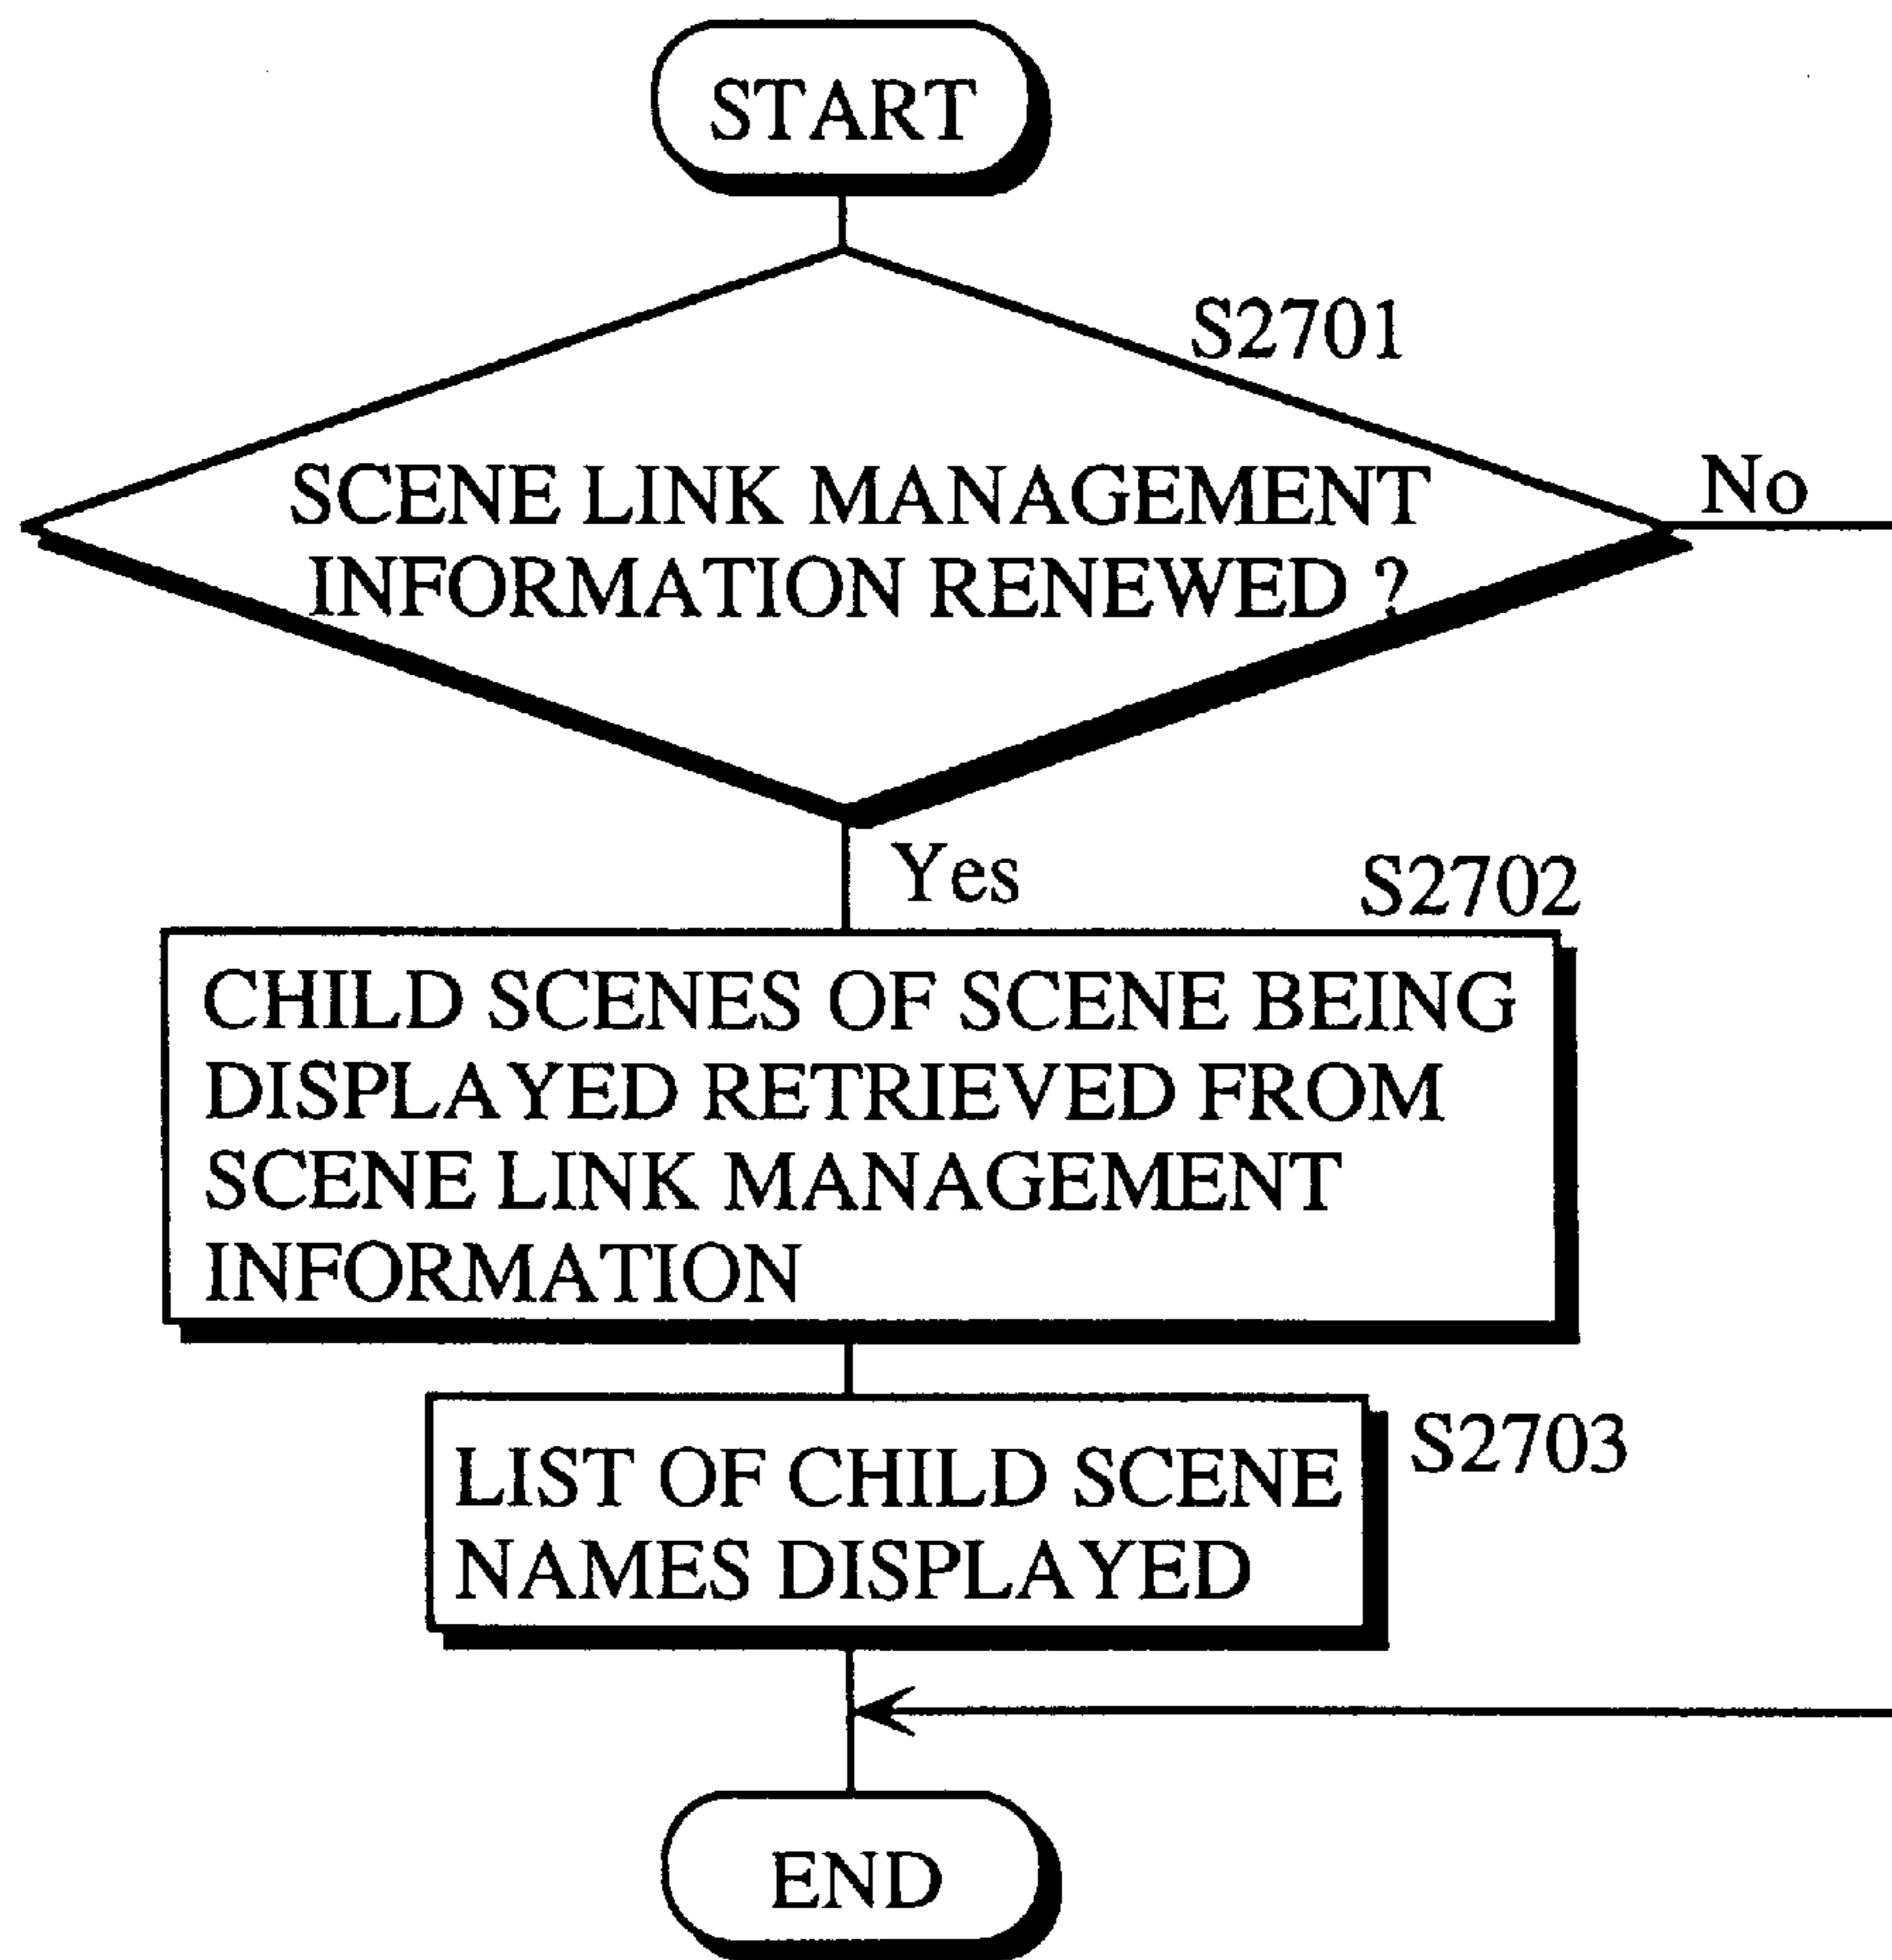 START
S2701
SCENE LINK MANAGEMENT
INFORMATION RENEWED ?
No
Yes
S2702
CHILD SCENES OF SCENE BEING
DISPLAYED RETRIEVED FROM
SCENE LINK MANAGEMENT
INFORMATION
S2703
LIST OF CHILD SCENE
NAMES DISPLAYED
END